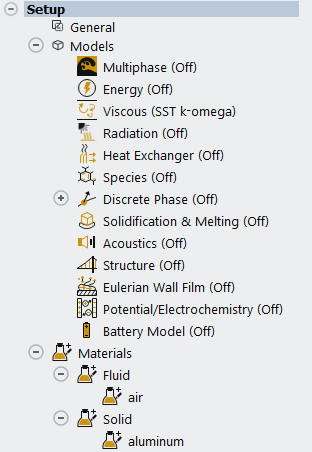 Setup
General
Models
Multiphase (Off)
Energy (Off)
Viscous (SST k-omega)
Radiation (Off)
Heat Exchanger (Off)
Species (Off)
Discrete Phase (Off)
Solidification & Melting (Off)
Acoustics (Off)
Structure (Off)
Eulerian Wall Film (Off)
Potential/Electrochemistry (Off)
Battery Model (Off)
Materials
Fluid
air
Solid
aluminum